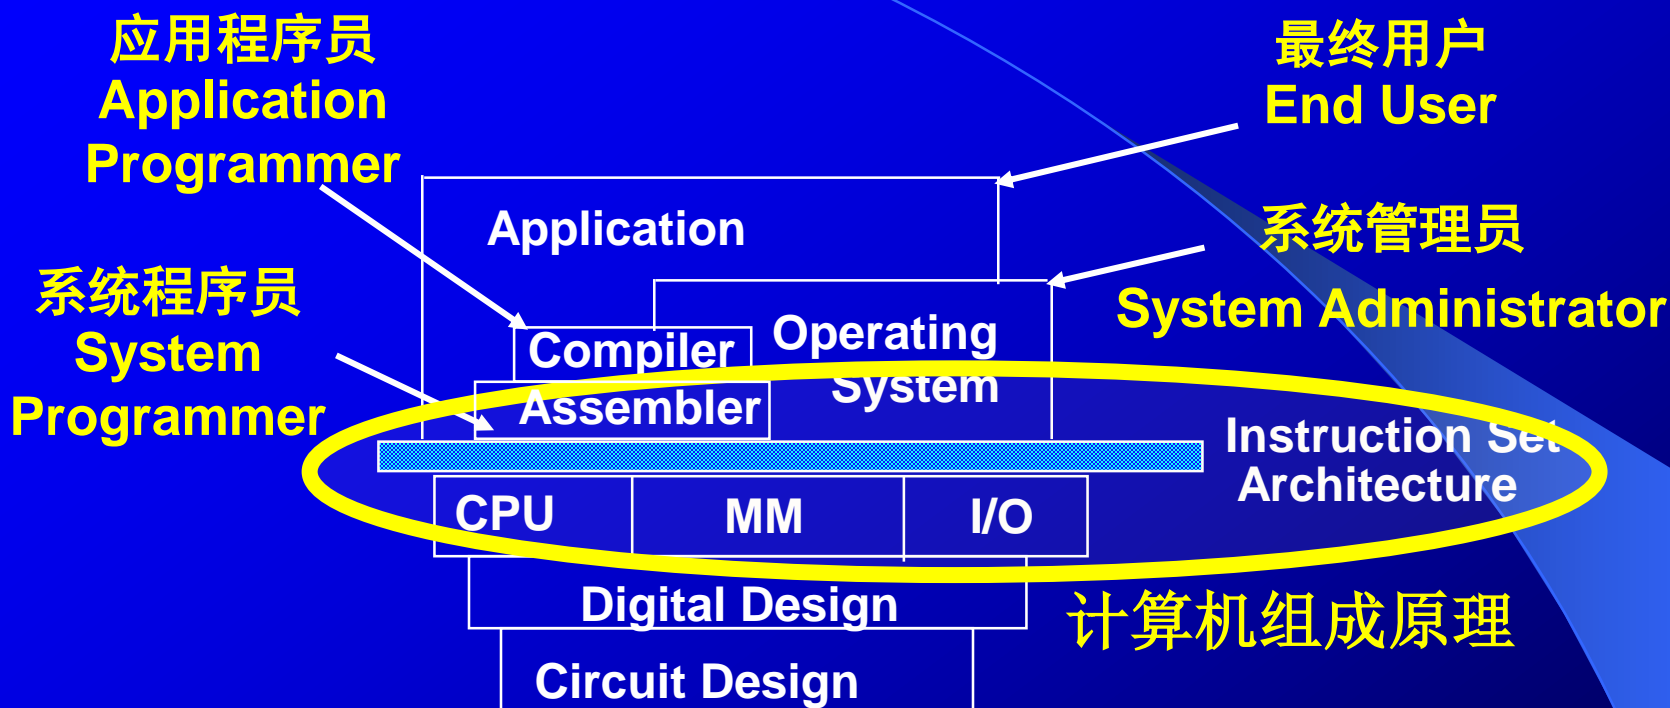 应用程序员
Application
Programmer
最终用户
End User
Application
系统管理员
System Administrator
系统程序员
System
Programmer
Compiler
Operating
System
Assembler
Instruction Set
Architecture
CPU
MM
I/O
Digital Design
计算机组成原理
Circuit Design